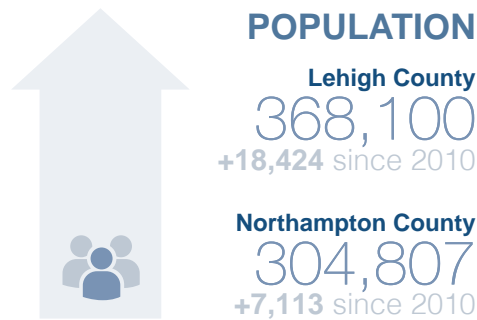 POPULATION
Lehigh County
368,100
+18,424 since 2010
Northampton County
304,807
+7,113 since 2010